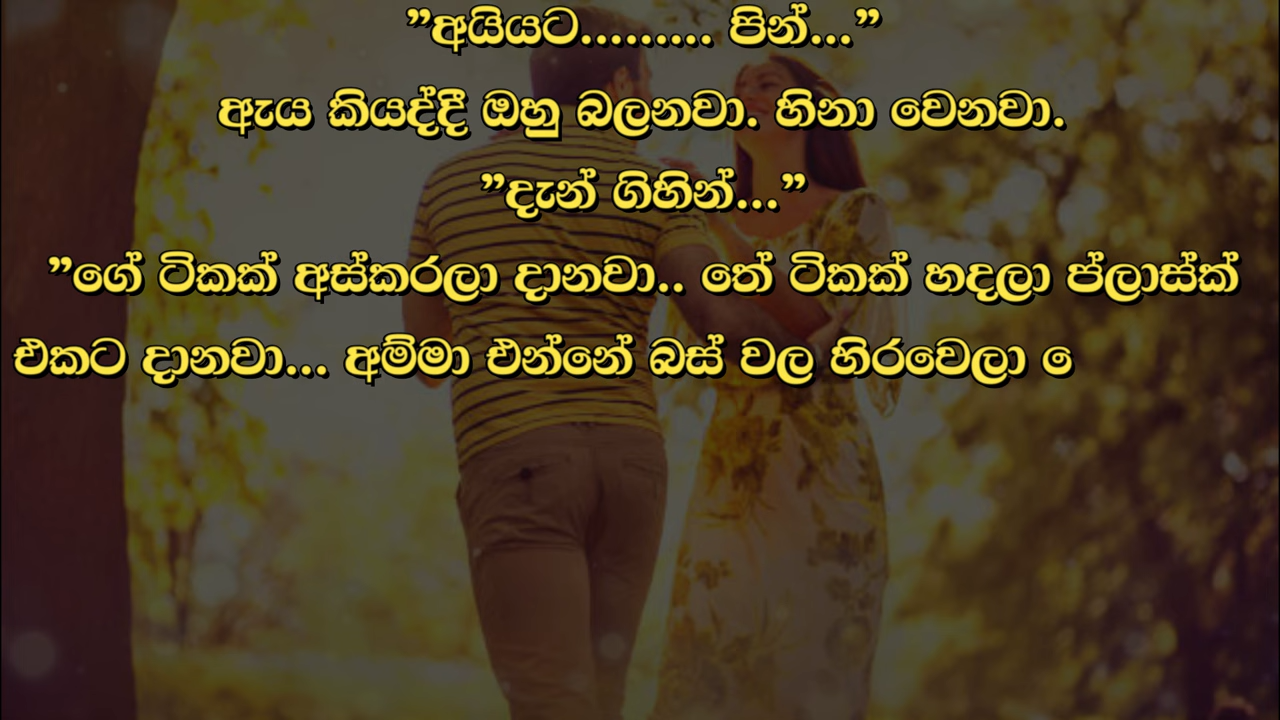 ”අයියට......... පින්...”
ඇය කියද්දී ඔහු බලනවා. හිනා වෙනවා.
”දැන් ගිහින්...”
”ගේ ටිකක් අස්කරලා දානවා.. තේ ටිකක් හදලා ප්ලාස්ක්
එකට දානවා... අම්මා එන්නේ බස් වල හිරවෙලා ෙ